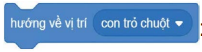 hướng về vị trí con trỏ chuột ;